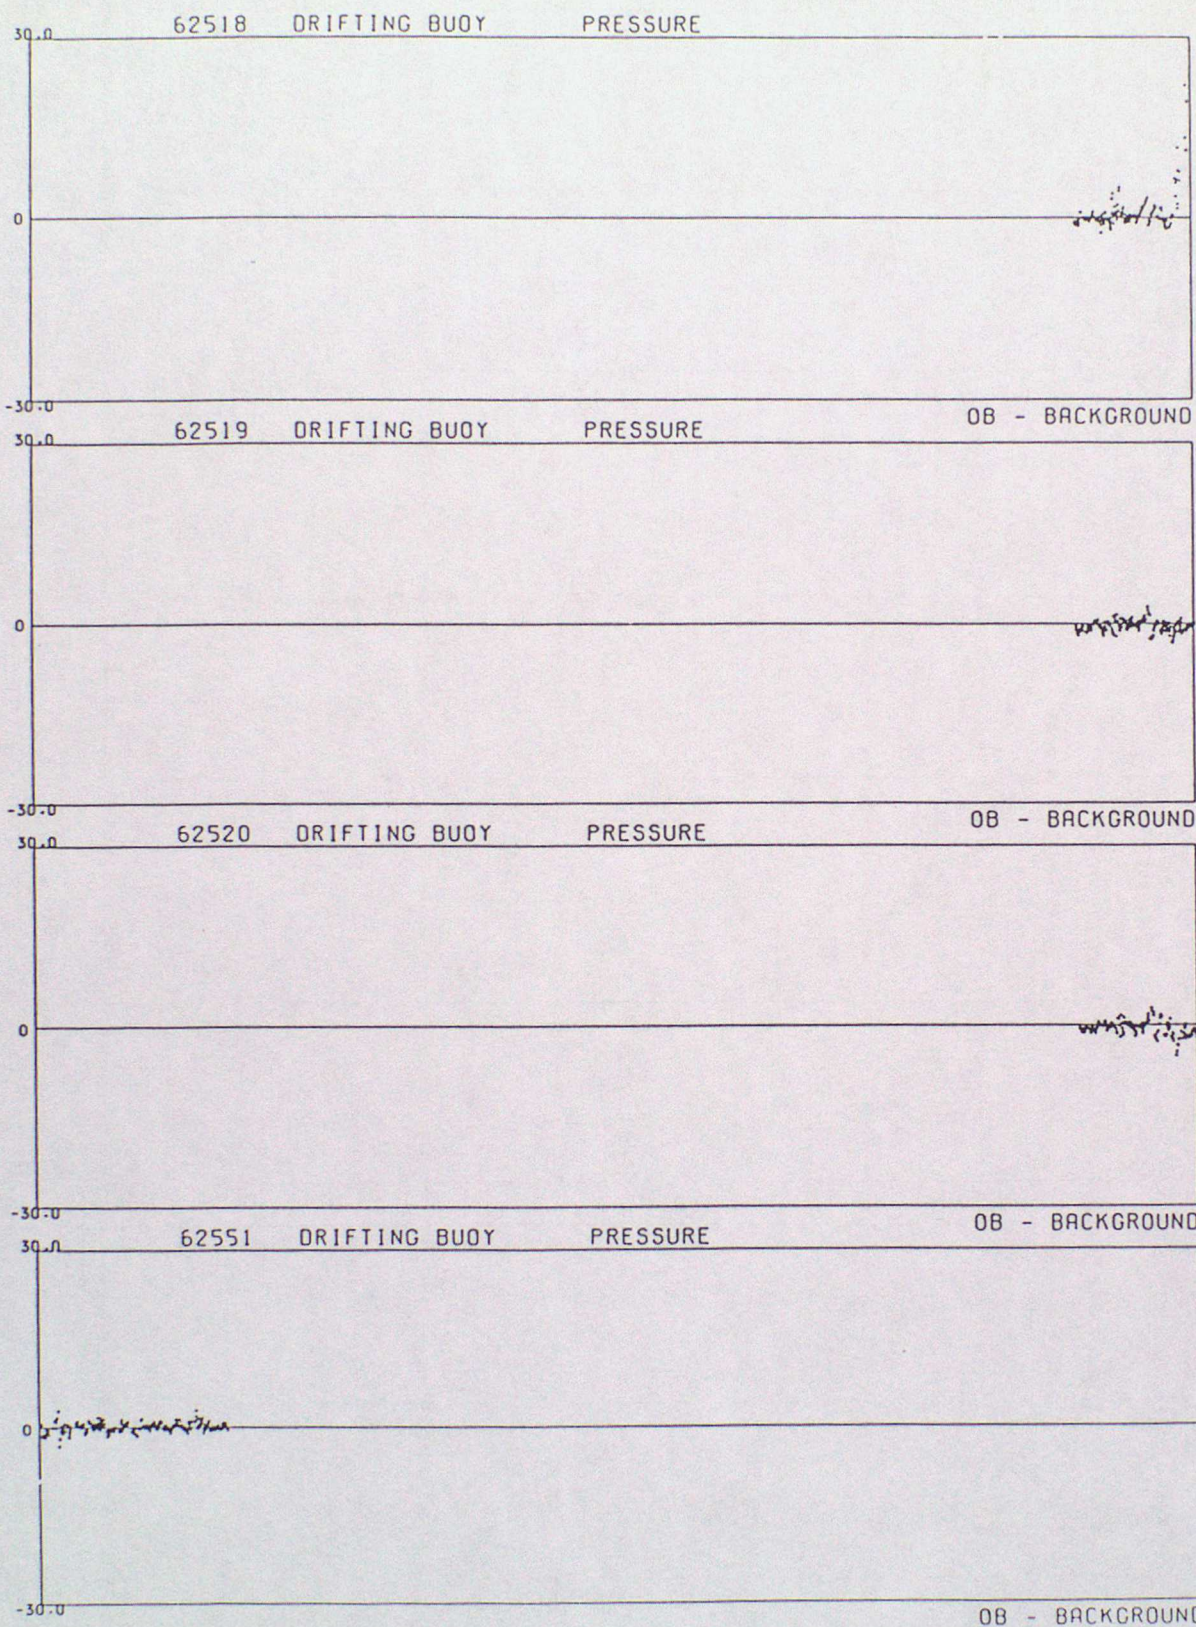 62518 DRIFTING BUOY PRESSURE
30.0
0
-30.0
OB - BACKGROUND
62519 DRIFTING BUOY PRESSURE
30.0
0
-30.0
OB - BACKGROUND
62520 DRIFTING BUOY PRESSURE
30.0
0
-30.0
OB - BACKGROUND
62551 DRIFTING BUOY PRESSURE
30.0
0
-30.0
OB - BACKGROUND